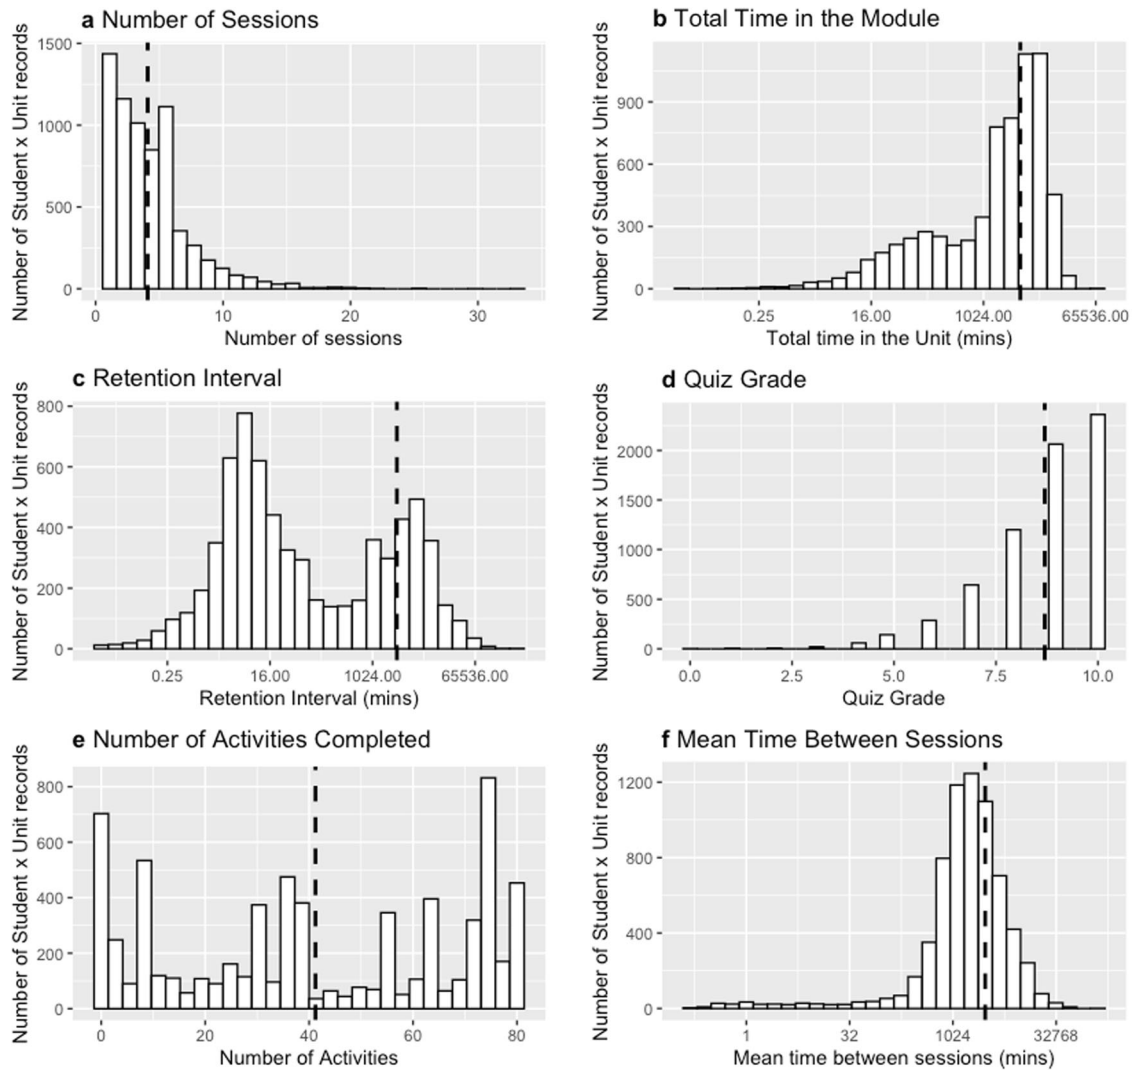 a Number of Sessions
Number of Student x Unit records
1500
1000
500
0
0 10 20 30
Number of sessions
b Total Time in the Module
Number of Student x Unit records
900
600
300
0
0.25 16.00 1024.00 65536.00
Total time in the Unit (mins)
c Retention Interval
Number of Student x Unit records
800
600
400
200
0
0.25 16.00 1024.00 65536.00
Retention Interval (mins)
d Quiz Grade
Number of Student x Unit records
2000
1500
1000
500
0
0.0 2.5 5.0 7.5 10.0
Quiz Grade
e Number of Activities Completed
Number of Student x Unit records
800
600
400
200
0
0 20 40 60 80
Number of Activities
f Mean Time Between Sessions
Number of Student x Unit records
1200
800
400
0
1 32 1024 32768
Mean time between sessions (mins)